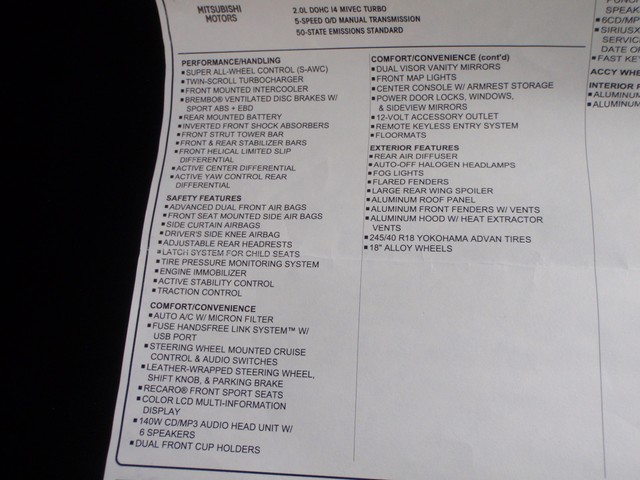 MITSUBISHI
MOTORS
2.0L DOHC I4 MIVEC TURBO
5-SPEED O/D MANUAL TRANSMISSION
50-STATE EMISSIONS STANDARD
PERFORMANCE/HANDLING
▪SUPER ALL-WHEEL CONTROL (S-AWC)
▪TWIN-SCROLL TURBOCHARGER
▪FRONT MOUNTED INTERCOOLER
▪BREMBO® VENTILATED DISC BRAKES W/
SPORT ABS + EBD
▪REAR MOUNTED BATTERY
▪INVERTED FRONT SHOCK ABSORBERS
▪FRONT STRUT TOWER BAR
▪FRONT & REAR STABILIZER BARS
▪FRONT HELICAL LIMITED SLIP
DIFFERENTIAL
▪ACTIVE CENTER DIFFERENTIAL
▪ACTIVE YAW CONTROL REAR
DIFFERENTIAL
SAFETY FEATURES
▪ADVANCED DUAL FRONT AIR BAGS
▪FRONT SEAT MOUNTED SIDE AIR BAGS
▪SIDE CURTAIN AIRBAGS
▪DRIVER'S SIDE KNEE AIRBAG
▪ADJUSTABLE REAR HEADRESTS
▪LATCH SYSTEM FOR CHILD SEATS
▪TIRE PRESSURE MONITORING SYSTEM
▪ENGINE IMMOBILIZER
▪ACTIVE STABILITY CONTROL
▪TRACTION CONTROL
COMFORT/CONVENIENCE
▪AUTO A/C W/ MICRON FILTER
▪FUSE HANDSFREE LINK SYSTEM™ W/
USB PORT
▪STEERING WHEEL MOUNTED CRUISE
CONTROL & AUDIO SWITCHES
▪LEATHER-WRAPPED STEERING WHEEL,
SHIFT KNOB, & PARKING BRAKE
▪RECARO® FRONT SPORT SEATS
▪COLOR LCD MULTI-INFORMATION
DISPLAY
▪140W CD/MP3 AUDIO HEAD UNIT W/
6 SPEAKERS
▪DUAL FRONT CUP HOLDERS
COMFORT/CONVENIENCE (cont'd)
▪DUAL VISOR VANITY MIRRORS
▪FRONT MAP LIGHTS
▪CENTER CONSOLE W/ ARMREST STORAGE
▪POWER DOOR LOCKS, WINDOWS,
& SIDEVIEW MIRRORS
▪12-VOLT ACCESSORY OUTLET
▪REMOTE KEYLESS ENTRY SYSTEM
▪FLOORMATS
EXTERIOR FEATURES
▪REAR AIR DIFFUSER
▪AUTO-OFF HALOGEN HEADLAMPS
▪FOG LIGHTS
▪FLARED FENDERS
▪LARGE REAR WING SPOILER
▪ALUMINUM ROOF PANEL
▪ALUMINUM FRONT FENDERS W/ VENTS
▪ALUMINUM HOOD W/ HEAT EXTRACTOR
VENTS
▪245/40 R18 YOKOHAMA ADVAN TIRES
▪18" ALLOY WHEELS
SPEAK
▪6CD/MP
▪SIRIUSX
SERVIC
DATE O
▪FAST KE
ACCY WH
INTERIOR F
▪ALUMINUM
▪ALUMINUM